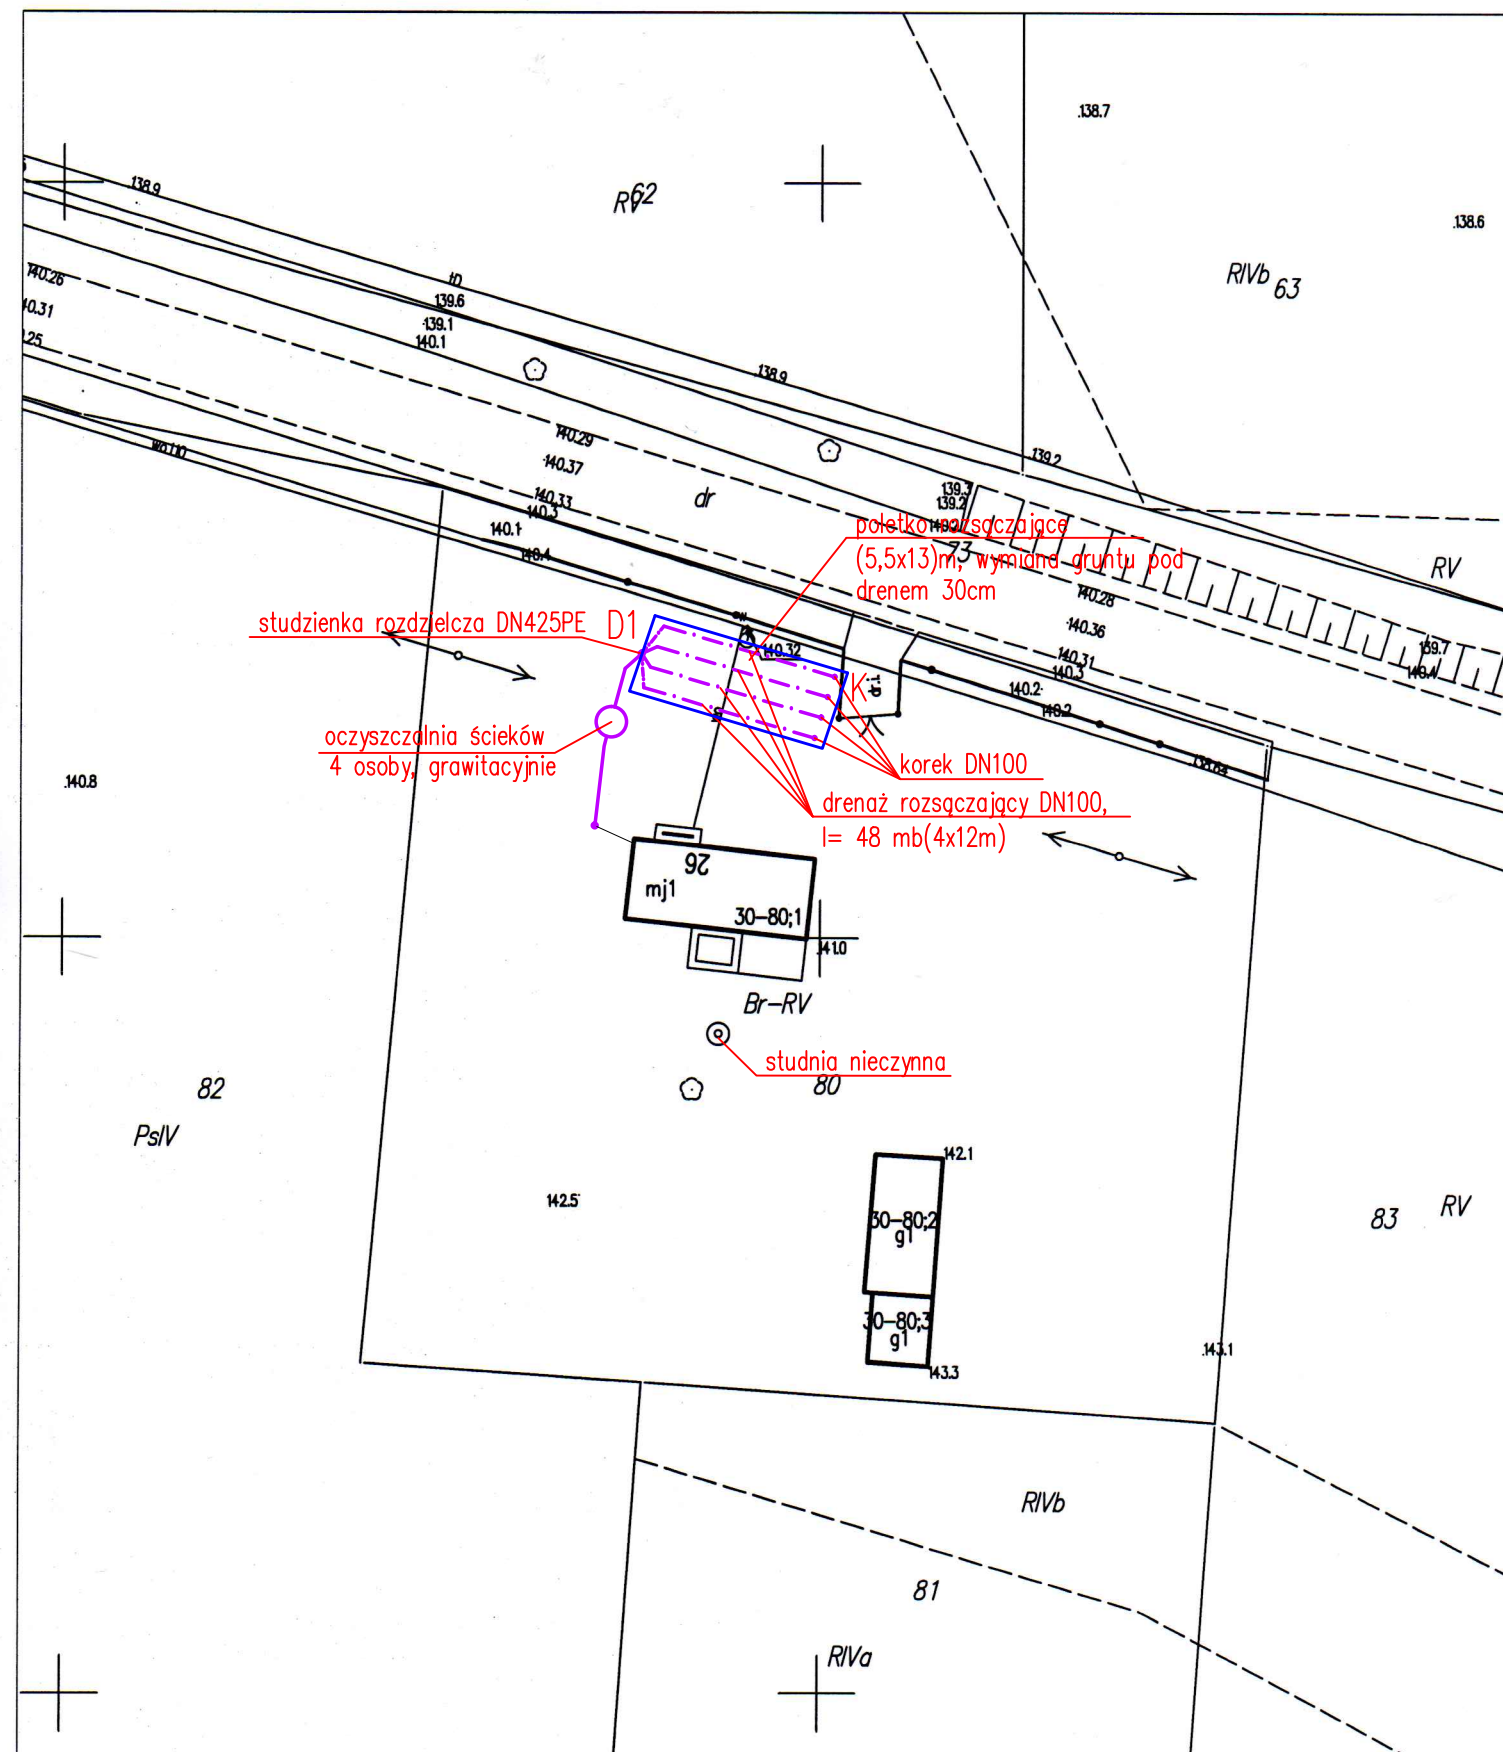 138.7
138.9
RV
62
138.6
RIVb
63
140.26
139.6
139.1
140.1
138.9
140.29
140.37
140.33
140.3
dr
139.2
139.3
139.2
140.1
140.4
poletko rozsączające
(5,5x13)m, wymiana gruntu pod
drenem 30cm
73
140.28
140.36
140.31
140.3
RV
139.7
140.4
studzienka rozdzielcza DN425PE
D1
140.32
K
140.2
140.2
138.84
oczyszczalnia ścieków
4 osoby, grawitacyjnie
korek DN100
drenaż rozsączający DN100,
l= 48 mb(4x12m)
140.8
26
mj1
30-80;1
141.0
Br-RV
studnia nieczynna
80
82
PsIV
142.5
142.1
30-80;2
g1
30-80;3
g1
143.3
83
RV
143.1
RIVb
81
RIVa